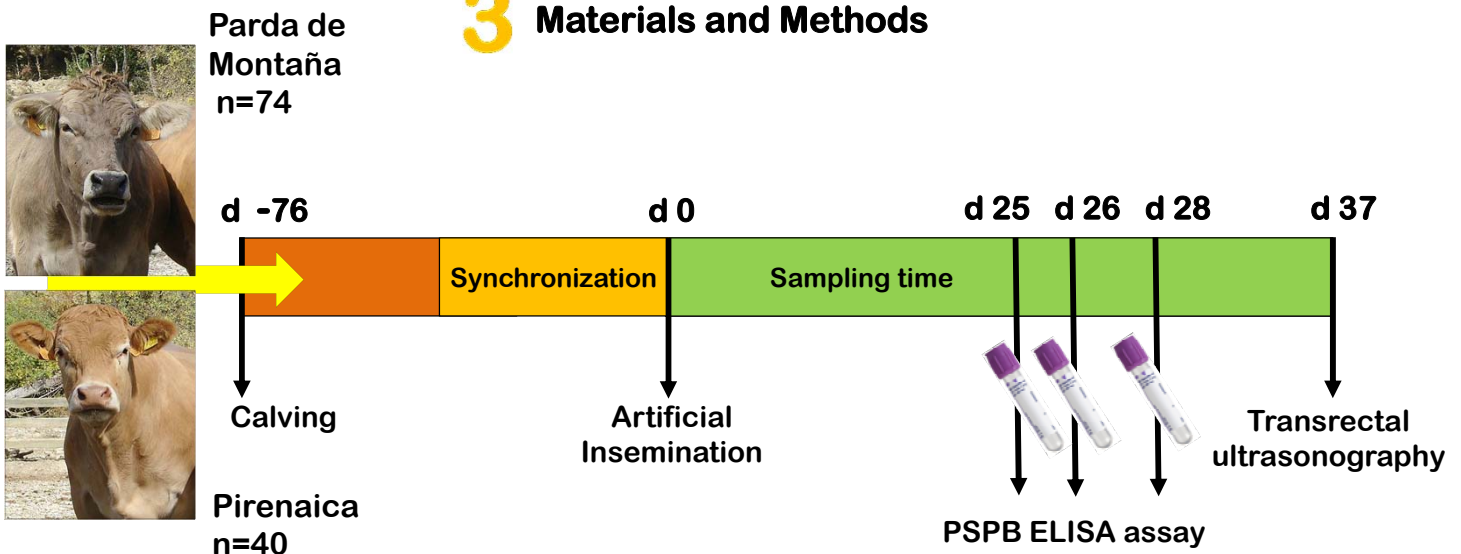 3 Materials and Methods
Parda de
Montaña
n=74
d -76
d 0
d 25
d 26
d 28
d 37
Synchronization
Sampling time
Calving
Artificial
Insemination
Transrectal
ultrasonography
PSPB ELISA assay
Pirenaica
n=40